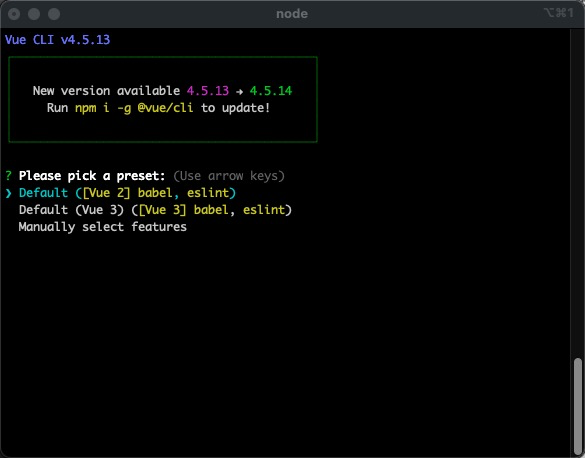 node
⌥⌘1
Vue CLI v4.5.13
New version available 4.5.13 → 4.5.14
Run npm i -g @vue/cli to update!
? Please pick a preset: (Use arrow keys)
❯ Default ([Vue 2] babel, eslint)
Default (Vue 3) ([Vue 3] babel, eslint)
Manually select features